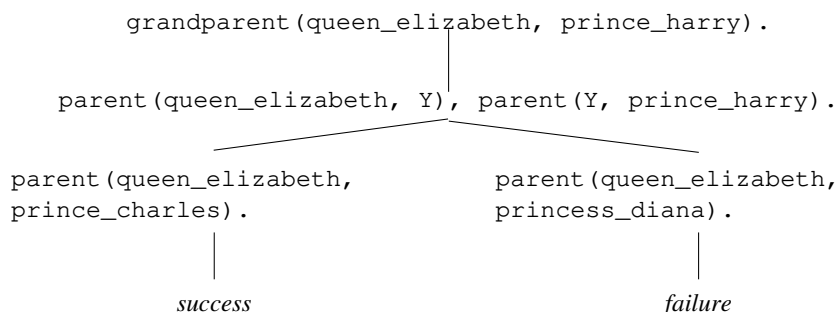 grandparent(queen_elizabeth, prince_harry).
parent(queen_elizabeth, Y), parent(Y, prince_harry).
parent(queen_elizabeth,
prince_charles).
parent(queen_elizabeth,
princess_diana).
success
failure